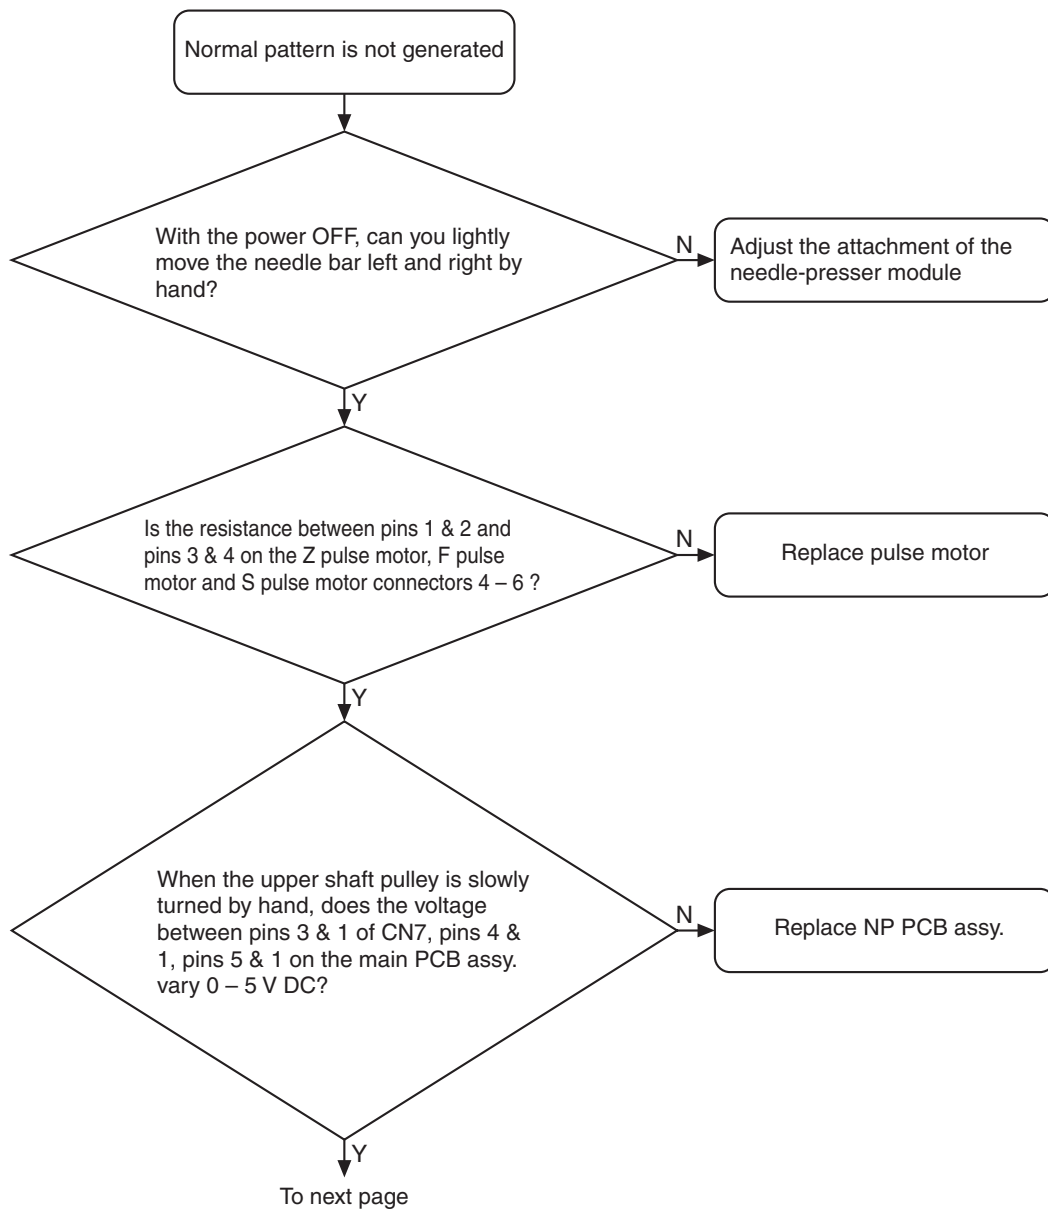 Normal pattern is not generated
With the power OFF, can you lightly
move the needle bar left and right by
hand?
N
Adjust the attachment of the
needle-presser module
Y
Is the resistance between pins 1 & 2 and
pins 3 & 4 on the Z pulse motor, F pulse
motor and S pulse motor connectors 4 – 6 ?
N
Replace pulse motor
Y
When the upper shaft pulley is slowly
turned by hand, does the voltage
between pins 3 & 1 of CN7, pins 4 &
1, pins 5 & 1 on the main PCB assy.
vary 0 – 5 V DC?
N
Replace NP PCB assy.
Y
To next page